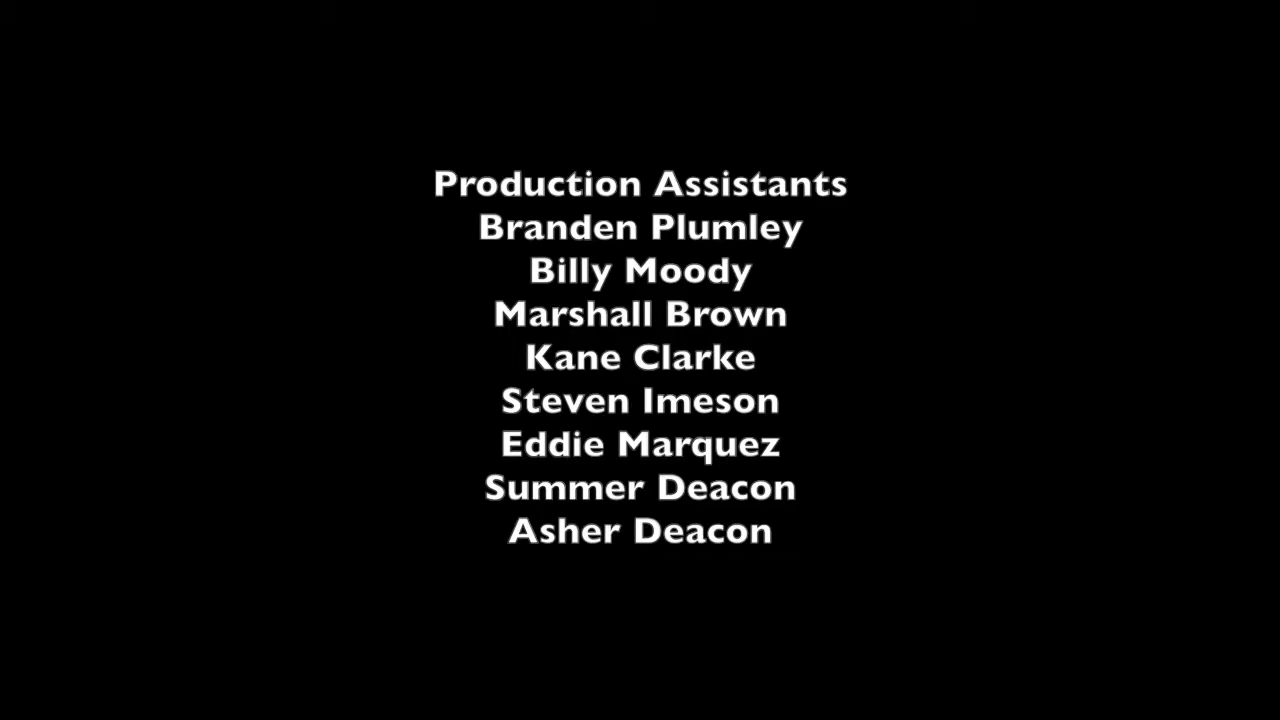 Production Assistants
Branden Plumley
Billy Moody
Marshall Brown
Kane Clarke
Steven Imeson
Eddie Marquez
Summer Deacon
Asher Deacon